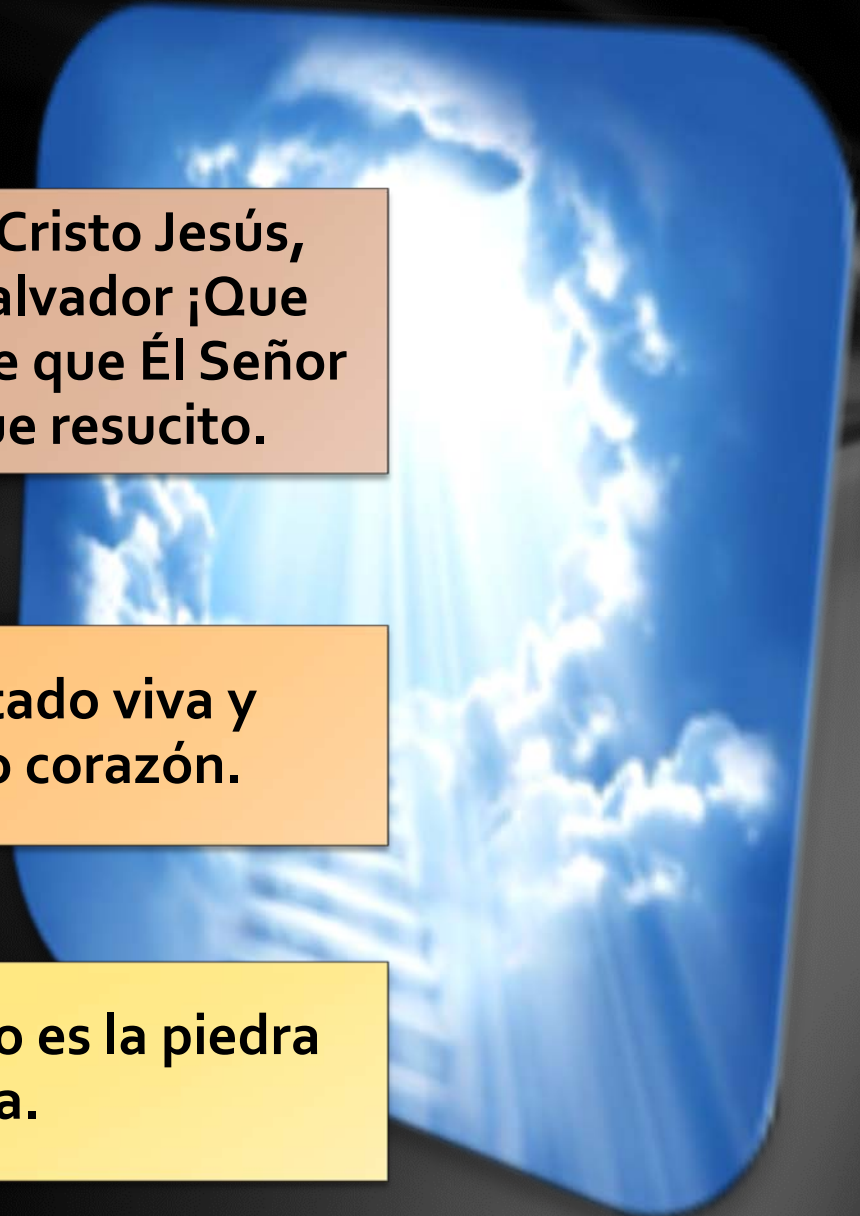 Cristo Jesús,
alvador ¡Que
e que Él Señor
ue resucito.
tado viva y
o corazón.
o es la piedra
a.